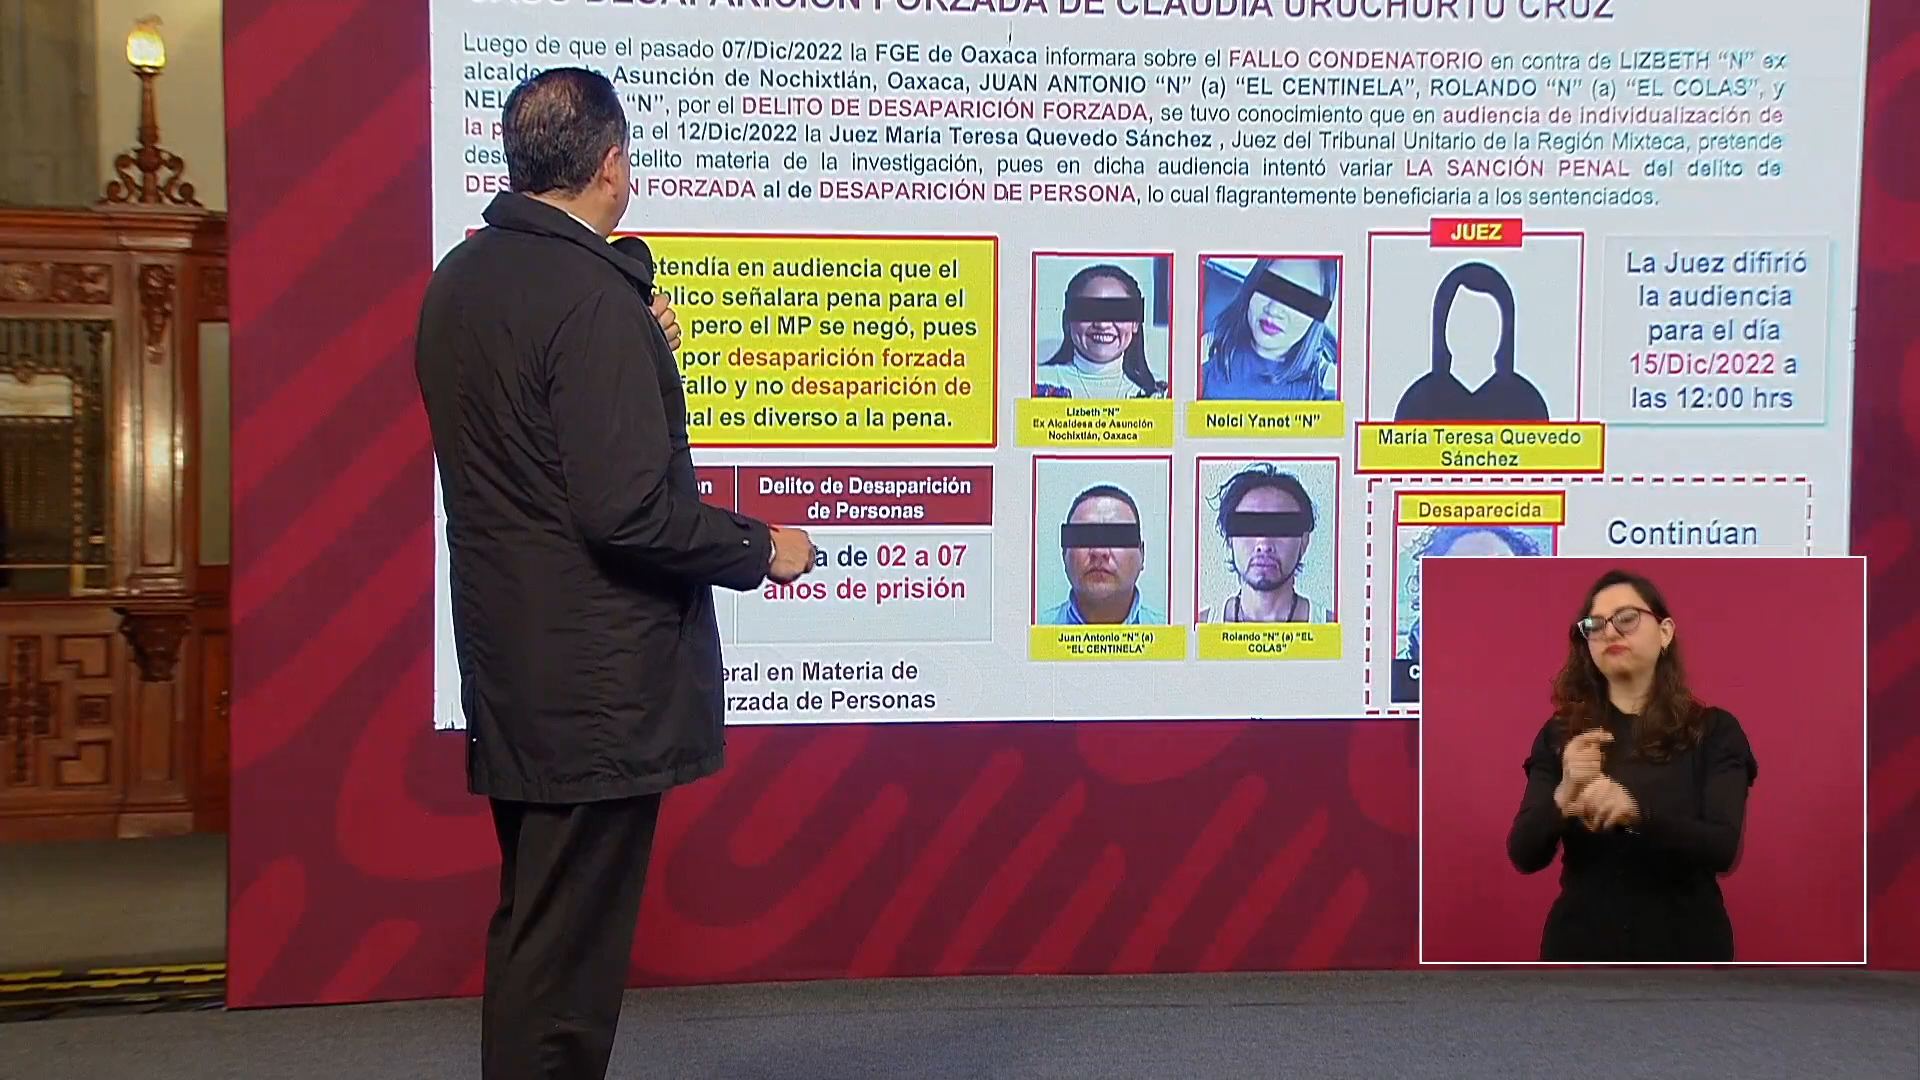 DESAPARICIÓN FORZADA DE CLAUDIA URUCHURTU CRUZ
Luego de que el pasado 07/Dic/2022 la FGE de Oaxaca informara sobre el FALLO CONDENATORIO en contra de LIZBETH “N” ex
Asunción de Nochixtlán, Oaxaca, JUAN ANTONIO “N” (a) “EL CENTINELA”, ROLANDO “N” (a) “EL COLAS”, y
“N”, por el DELITO DE DESAPARICIÓN FORZADA, se tuvo conocimiento que en audiencia de individualización de
la el 12/Dic/2022 la Juez María Teresa Quevedo Sánchez , Juez del Tribunal Unitario de la Región Mixteca, pretende
delito materia de la investigación, pues en dicha audiencia intentó variar LA SANCIÓN PENAL del delito de
FORZADA al de DESAPARICIÓN DE PERSONA, lo cual flagrantemente beneficiaria a los sentenciados.
en audiencia que el
señalara pena para el
pero el MP se negó, pues
por desaparición forzada
fallo y no desaparición de
es diverso a la pena.
Delito de Desaparición
de Personas
de 02 a 07
años de prisión
en Materia de
de Personas
Lizbeth “N”
Ex Alcaldesa de Asunción
Nochixtlán, Oaxaca
Nelci Yanet “N”
Juan Antonio “N” (a)
“EL CENTINELA”
Rolando “N” (a) “EL
COLAS”
JUEZ
María Teresa Quevedo
Sánchez
La Juez difirió
la audiencia
para el día
15/Dic/2022 a
las 12:00 hrs
Desaparecida
Continúan